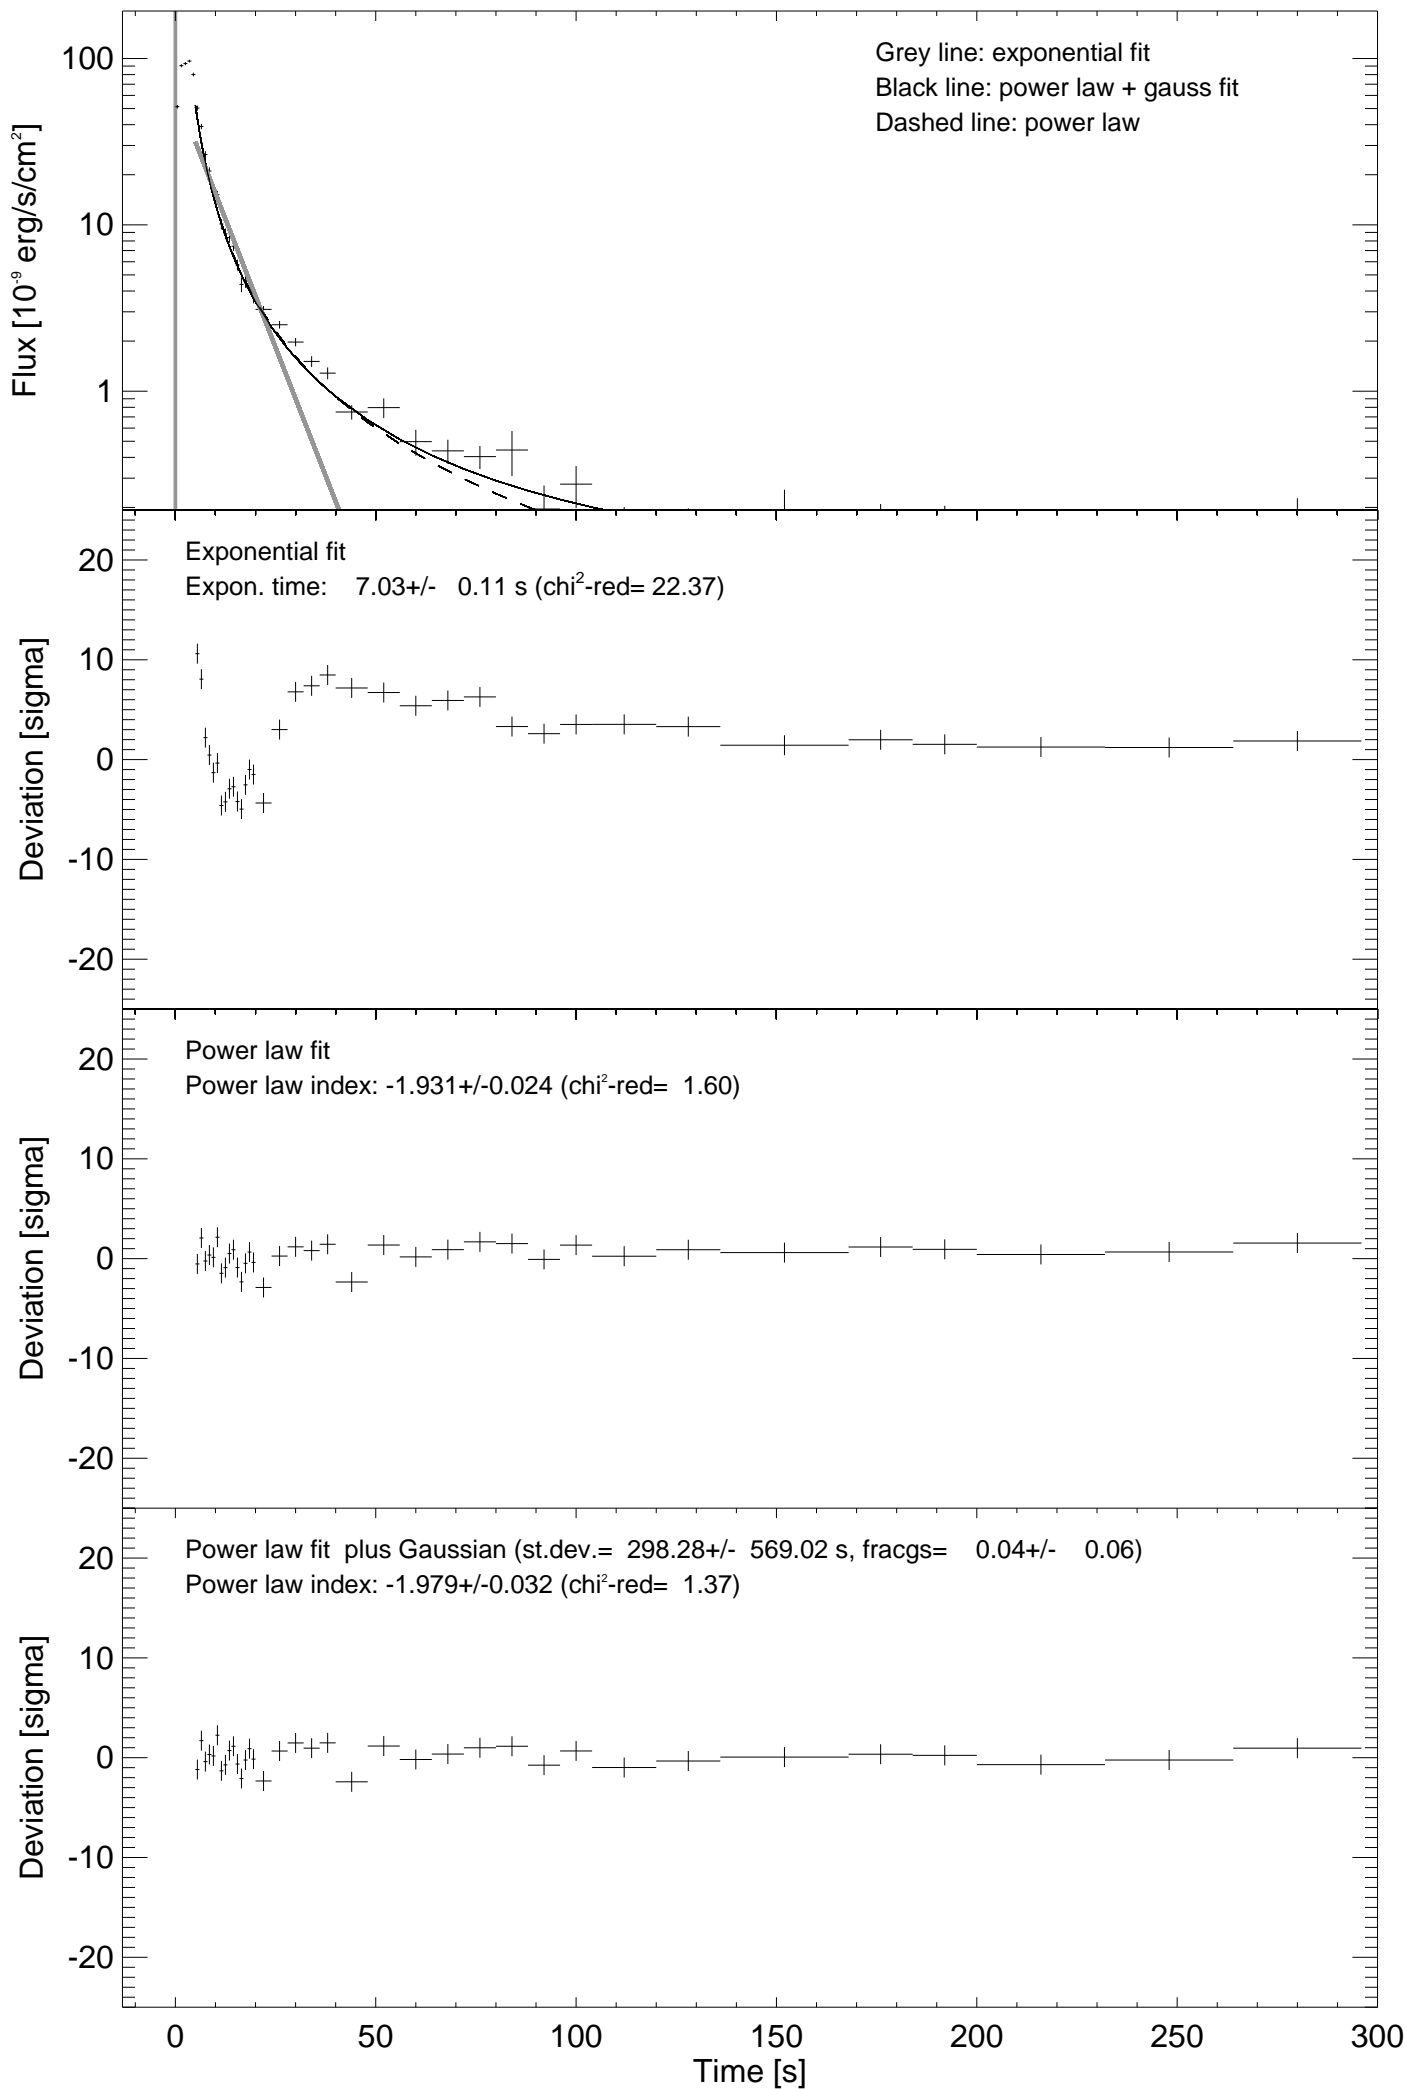 Grey line: exponential fit
Black line: power law + gauss fit
Dashed line: power law
100
10
1
Flux [10⁻⁹ erg/s/cm²]
Exponential fit
Expon. time:    7.03+/-   0.11 s (chi²-red= 22.37)
20
10
0
-10
-20
Deviation [sigma]
Power law fit
Power law index: -1.931+/-0.024 (chi²-red=  1.60)
20
10
0
-10
-20
Deviation [sigma]
Power law fit  plus Gaussian (st.dev.=  298.28+/-  569.02 s, fracgs=    0.04+/-    0.06)
Power law index: -1.979+/-0.032 (chi²-red=  1.37)
20
10
0
-10
-20
Deviation [sigma]
0 50 100 150 200 250 300
Time [s]